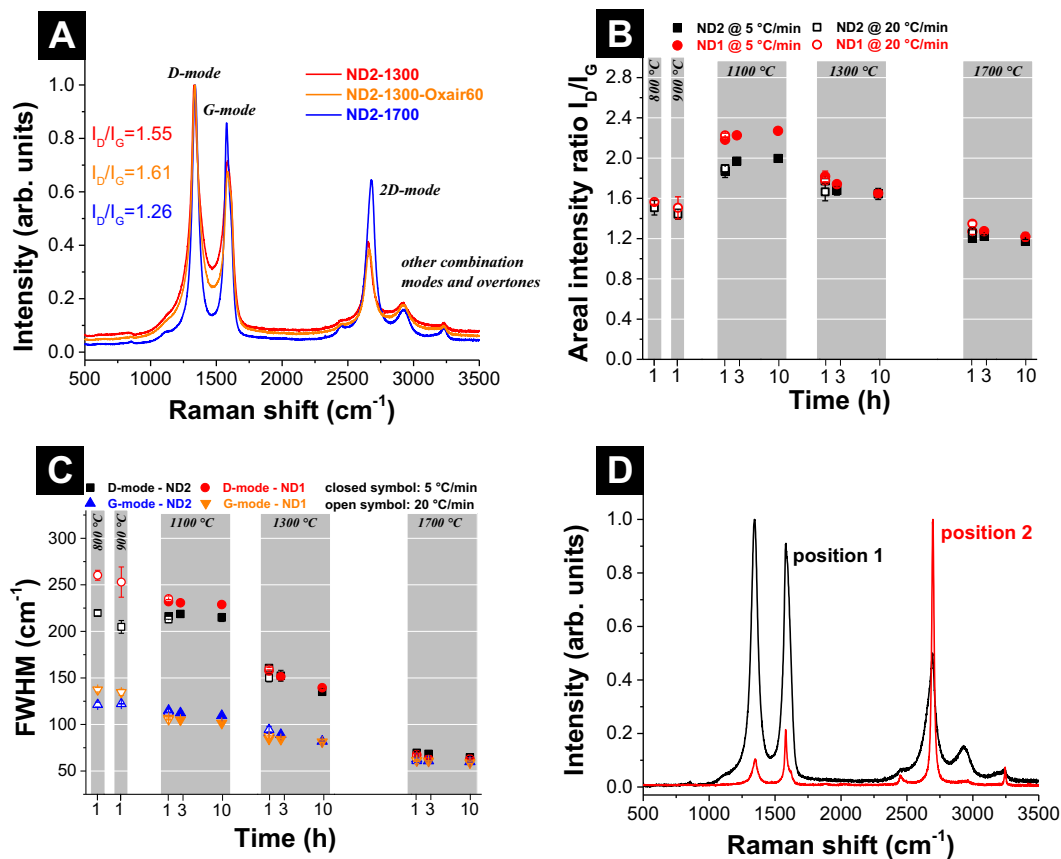 A
D-mode
G-mode
2D-mode
other combination
modes and overtones
ND2-1300
ND2-1300-Oxair60
ND2-1700
I_D/I_G=1.55
I_D/I_G=1.61
I_D/I_G=1.26
Intensity (arb. units)
1.0
0.8
0.6
0.4
0.2
0.0
500 1000 1500 2000 2500 3000 3500
Raman shift (cm⁻¹)
B
ND2 @ 5 °C/min ND2 @ 20 °C/min
ND1 @ 5 °C/min ND1 @ 20 °C/min
800 °C 900 °C 1100 °C 1300 °C 1700 °C
Areal intensity ratio I_D/I_G
2.8
2.4
2.0
1.6
1.2
0.8
0.4
0.0
1 1 1 3 10 1 3 10 1 3 10
Time (h)
C
D-mode - ND2 D-mode - ND1 closed symbol: 5 °C/min
G-mode - ND2 G-mode - ND1 open symbol: 20 °C/min
800 °C 900 °C 1100 °C 1300 °C 1700 °C
FWHM (cm⁻¹)
300
250
200
150
100
50
1 1 1 3 10 1 3 10 1 3 10
Time (h)
D
position 1
position 2
Intensity (arb. units)
1.0
0.8
0.6
0.4
0.2
0.0
500 1000 1500 2000 2500 3000 3500
Raman shift (cm⁻¹)